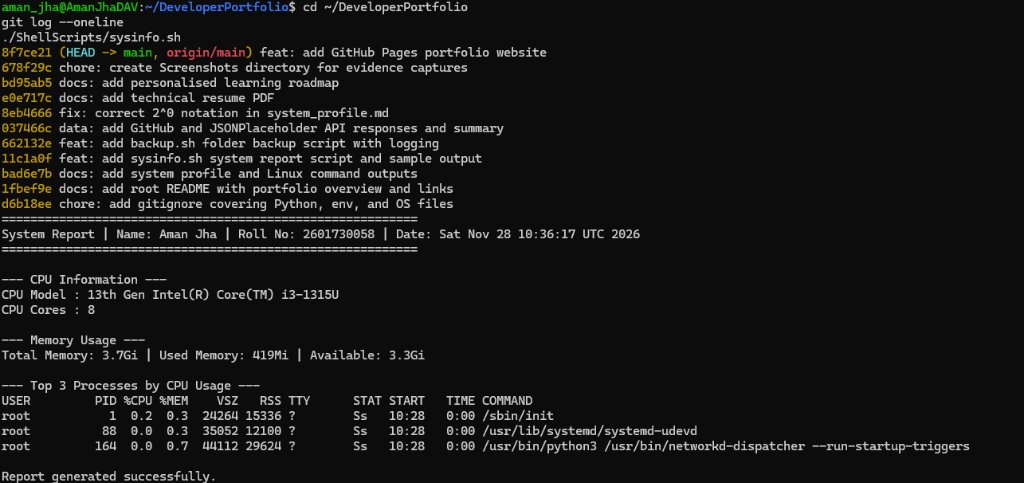 aman_jha@AmanJhaDAV:~/DeveloperPortfolio$ cd ~/DeveloperPortfolio
git log --oneline
./ShellScripts/sysinfo.sh
8f7ce21 (HEAD -> main, origin/main) feat: add GitHub Pages portfolio website
678f29c chore: create Screenshots directory for evidence captures
bd95ab5 docs: add personalised learning roadmap
e0e717c docs: add technical resume PDF
8eb4666 fix: correct 2^0 notation in system_profile.md
037466c data: add GitHub and JSONPlaceholder API responses and summary
662132e feat: add backup.sh folder backup script with logging
11c1a0f feat: add sysinfo.sh system report script and sample output
bad6e7b docs: add system profile and Linux command outputs
1fbef9e docs: add root README with portfolio overview and links
d6b18ee chore: add gitignore covering Python, env, and OS files
=======================================================
System Report | Name: Aman Jha | Roll No: 2601730058 | Date: Sat Nov 28 10:36:17 UTC 2026
=======================================================
--- CPU Information ---
CPU Model : 13th Gen Intel(R) Core(TM) i3-1315U
CPU Cores : 8
--- Memory Usage ---
Total Memory: 3.7Gi | Used Memory: 419Mi | Available: 3.3Gi
--- Top 3 Processes by CPU Usage ---
USER         PID %CPU %MEM    VSZ   RSS TTY      STAT START   TIME COMMAND
root           1  0.2  0.3  24264 15336 ?        Ss   10:28   0:00 /sbin/init
root          88  0.0  0.3  35052 12100 ?        Ss   10:28   0:00 /usr/lib/systemd/systemd-udevd
root         164  0.0  0.7  44112 29624 ?        Ss   10:28   0:00 /usr/bin/python3 /usr/bin/networkd-dispatcher --run-startup-triggers
Report generated successfully.